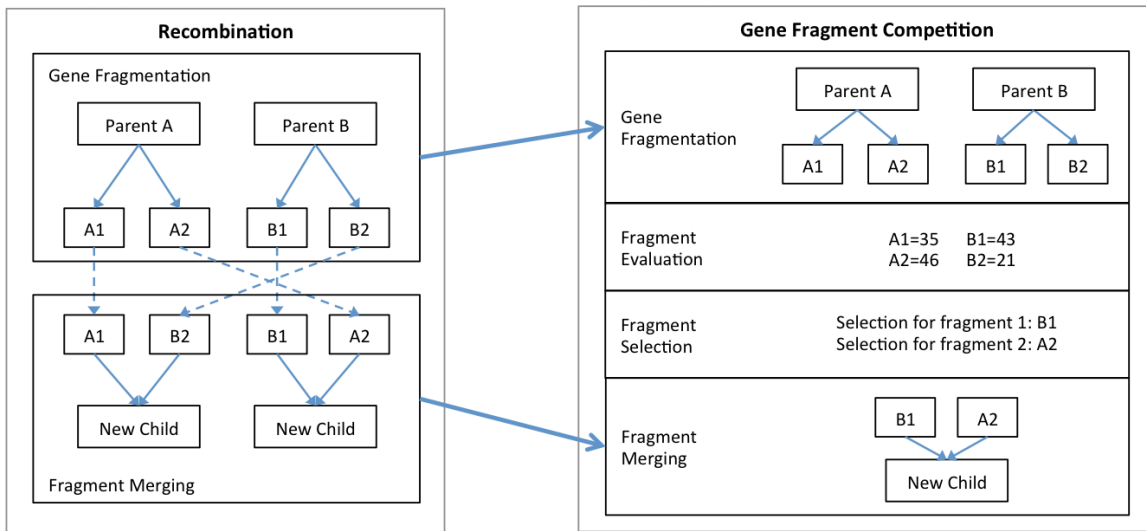 Recombination
Gene Fragmentation
Parent A
Parent B
A1
A2
B1
B2
A1
B2
B1
A2
New Child
New Child
Fragment Merging
Gene Fragment Competition
Gene
Fragmentation
Parent A
Parent B
A1
A2
B1
B2
Fragment
Evaluation
A1=35 B1=43
A2=46 B2=21
Fragment
Selection
Selection for fragment 1: B1
Selection for fragment 2: A2
Fragment
Merging
B1
A2
New Child